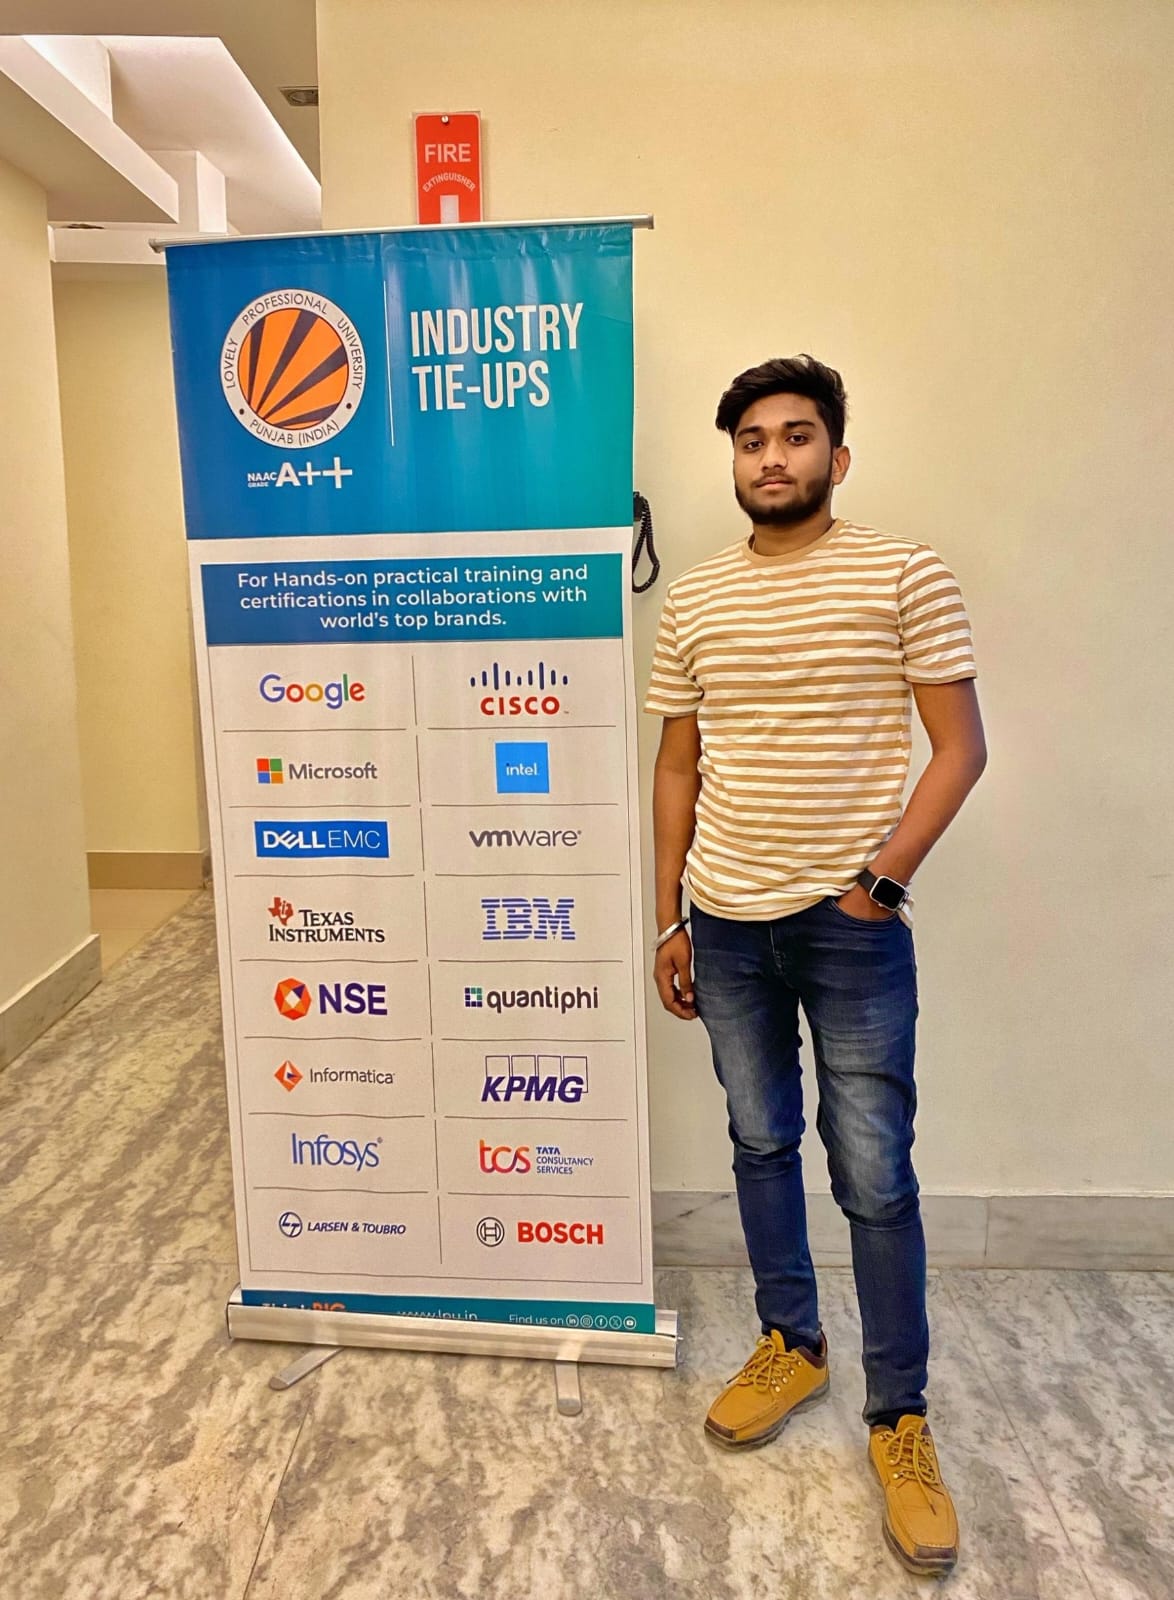 FIRE
EXTINGUISHER
LOVELY PROFESSIONAL UNIVERSITY
PUNJAB (INDIA)
NAAC
GRADE
A++
INDUSTRY
TIE-UPS
For Hands-on practical training and
certifications in collaborations with
world's top brands.
Google
CISCO
Microsoft
intel
DELLEMC
vmware®
TEXAS
INSTRUMENTS
IBM
NSE
quantiphi
Informatica
KPMG
Infosys®
tcs TATA
CONSULTANCY
SERVICES
LARSEN & TOUBRO
BOSCH
BIG
www.lpu.in
Find us on